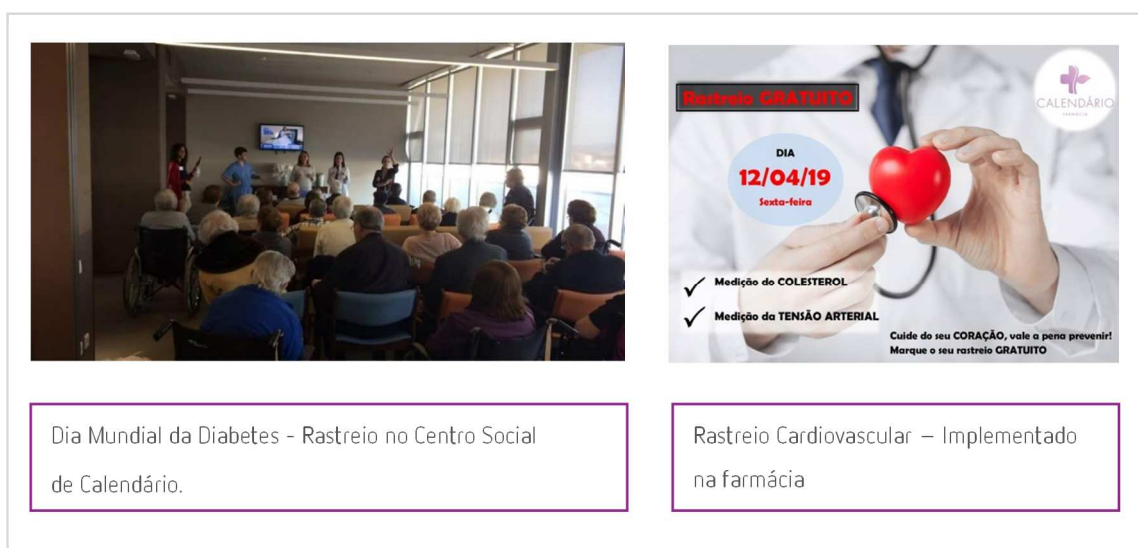 Rastreio GRATUITO
CALENDÁRIO
FARMÁCIA
DIA
12/04/19
Sexta-feira
Medição do COLESTEROL
Medição da TENSÃO ARTERIAL
Cuide do seu CORAÇÃO, vale a pena prevenir!
Marque o seu rastreio GRATUITO
Dia Mundial da Diabetes - Rastreio no Centro Social
de Calendário.
Rastreio Cardiovascular – Implementado
na farmácia